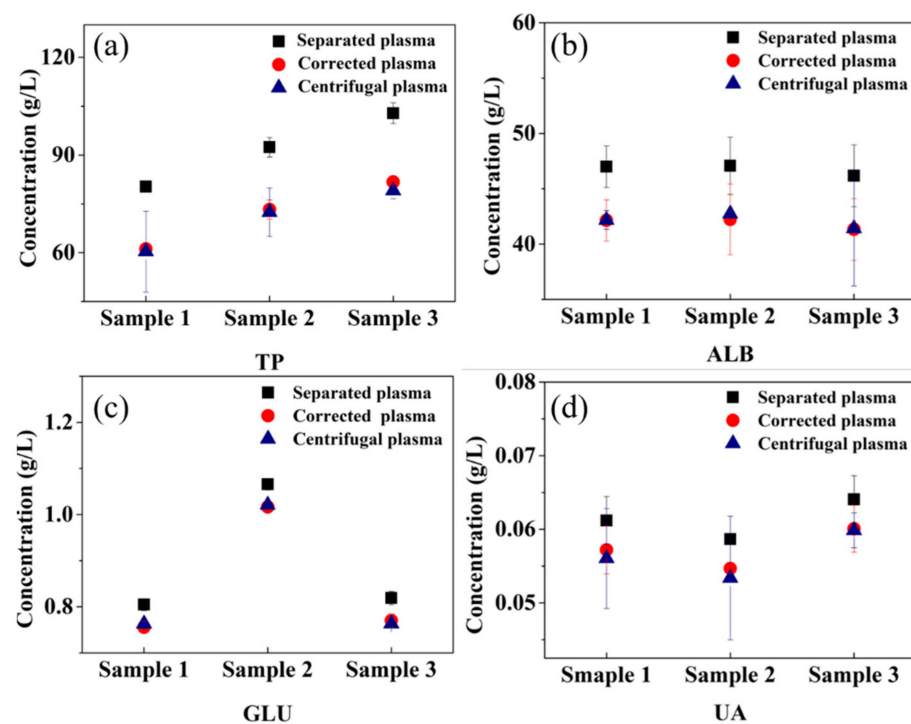 (a)
Separated plasma
Corrected plasma
Centrifugal plasma
Concentration (g/L)
120
90
60
Sample 1 Sample 2 Sample 3
TP
(b)
Separated plasma
Corrected plasma
Centrifugal plasma
Concentration (g/L)
60
50
40
Sample 1 Sample 2 Sample 3
ALB
(c)
Separated plasma
Corrected plasma
Centrifugal plasma
Concentration (g/L)
1.2
1.0
0.8
Sample 1 Sample 2 Sample 3
GLU
(d)
Separated plasma
Corrected plasma
Centrifugal plasma
Concentration (g/L)
0.08
0.07
0.06
0.05
Smaple 1 Sample 2 Sample 3
UA